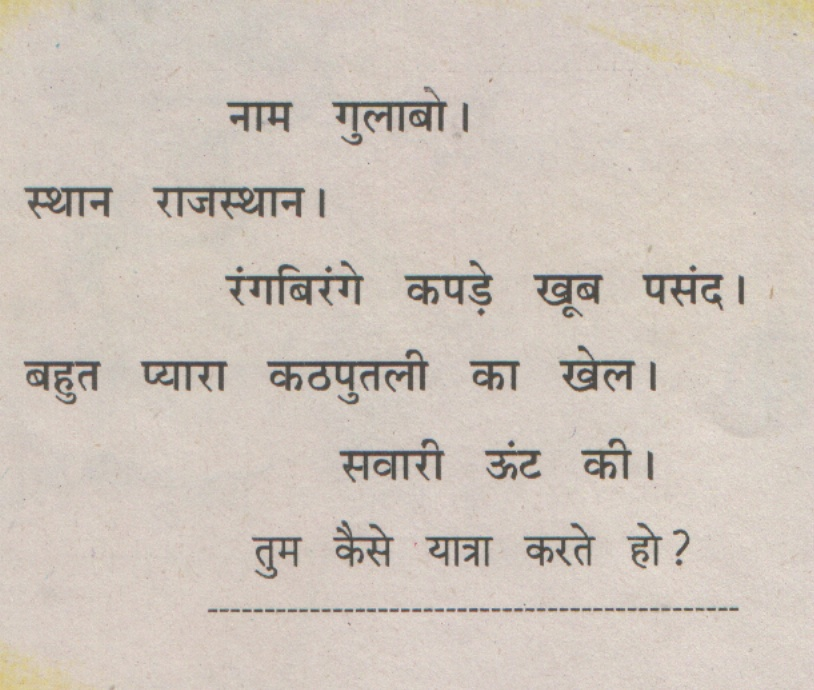 नाम गुलाबो।
स्थान राजस्थान।
रंगबिरंगे कपड़े खूब पसंद।
बहुत प्यारा कठपुतली का खेल।
सवारी ऊंट की।
तुम कैसे यात्रा करते हो?